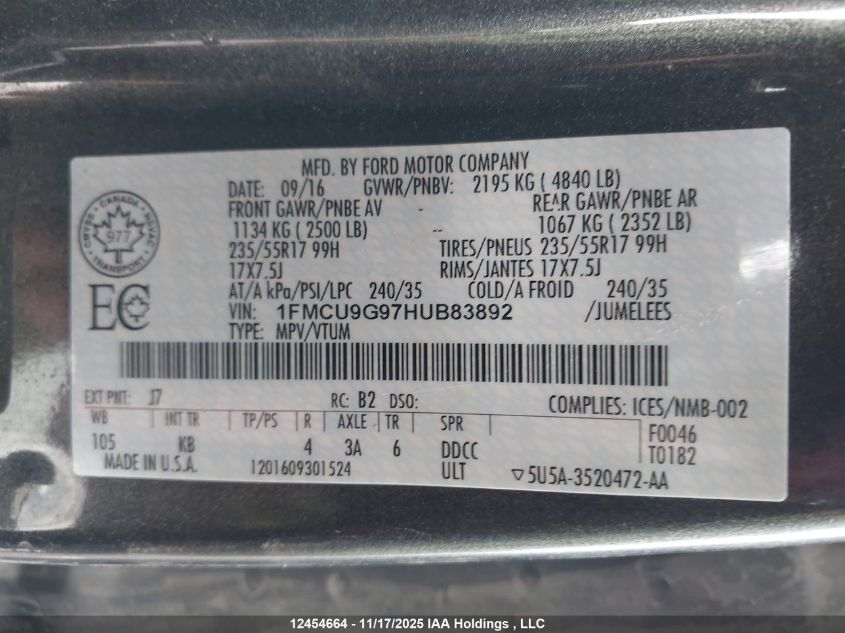 MFD. BY FORD MOTOR COMPANY
DATE: 09/16 GVWR/PNBV: 2195 KG ( 4840 LB)
FRONT GAWR/PNBE AV - REAR GAWR/PNBE AR
1134 KG ( 2500 LB) -- 1067 KG ( 2352 LB)
235/55R17 99H TIRES/PNEUS 235/55R17 99H
17X7.5J RIMS/JANTES 17X7.5J
AT/A kPa/PSI/LPC 240/35 COLD/A FROID 240/35
VIN: 1FMCU9G97HUB83892 /JUMELEES
TYPE: MPV/VTUM
CANADA
977
TRANSPORT
EC
EXT PNT: J7 RC: B2 DSO: COMPLIES: ICES/NMB-002
WB INT TR TP/PS R AXLE TR SPR F0046
105 KB 4 3A 6 DDCC T0182
MADE IN U.S.A. 1201609301524 ULT ▽5U5A-3520472-AA
12454664 - 11/17/2025 IAA Holdings , LLC